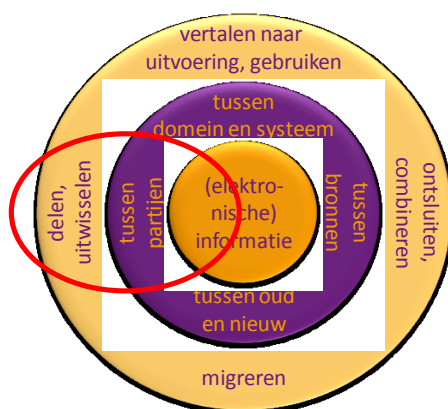 vertalen naar
uitvoering, gebruiken
tussen
domein en systeem
delen,
uitwisselen
tussen
partijen
(elektro-
nische)
informatie
tussen
bronnen
ontsluiten,
combineren
tussen oud
en nieuw
migreren